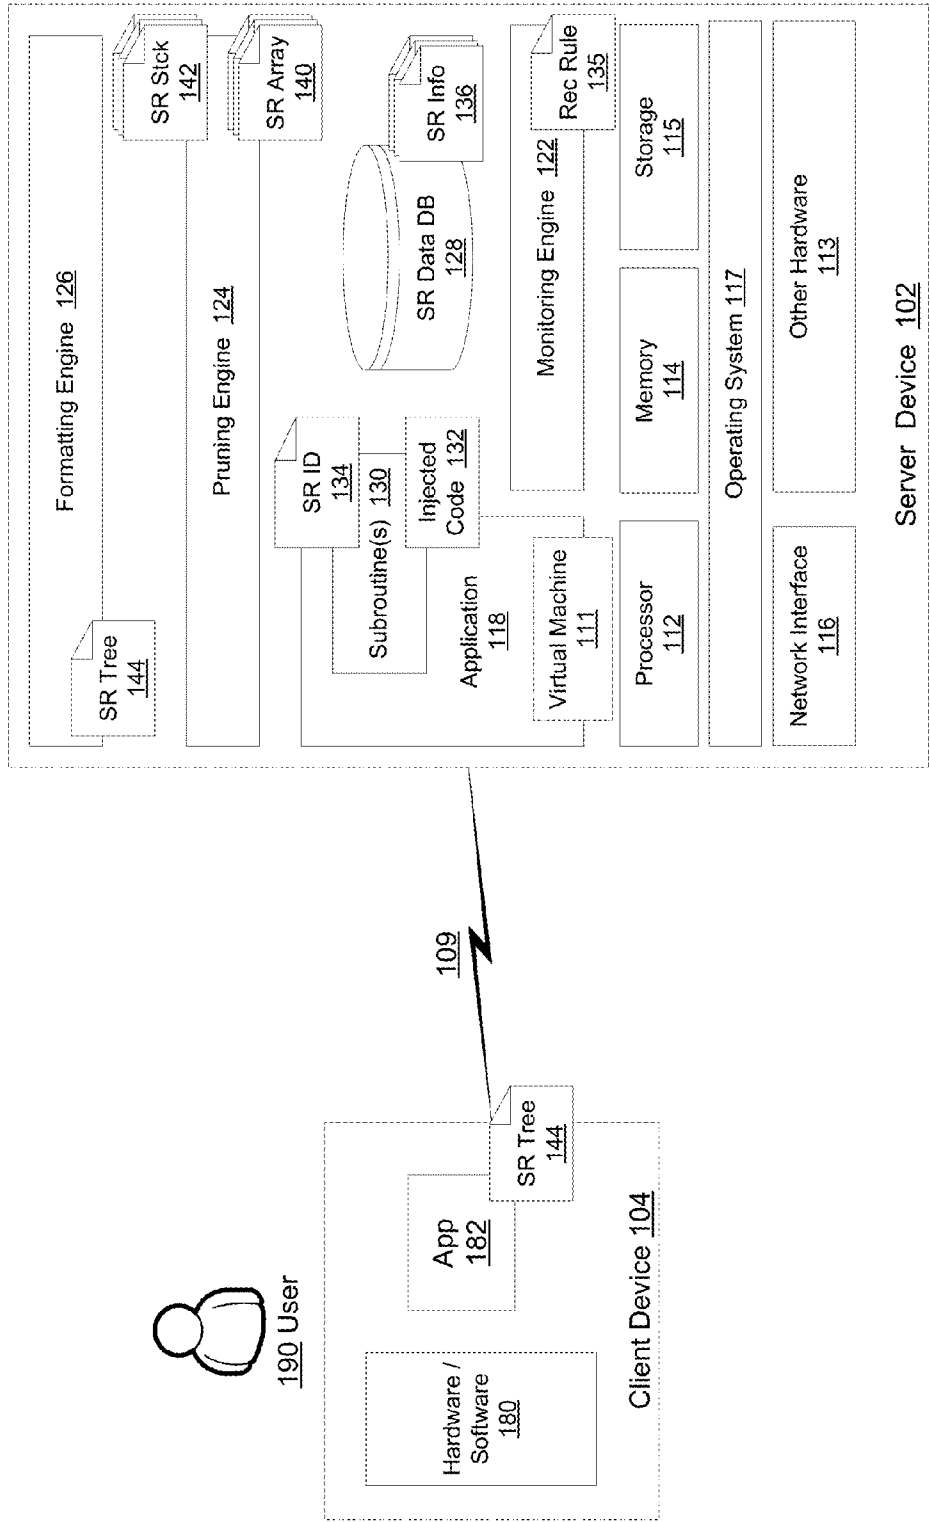 190 User
Hardware /
Software
180
App
182
SR Tree
144
Client Device 104
109
Formatting Engine 126
SR Tree
144
SR Stck
142
Pruning Engine 124
SR Array
140
SR ID
134
Subroutine(s) 130
Injected
Code 132
Application
118
Virtual Machine
111
SR Data DB
128
SR Info
136
Monitoring Engine 122
Rec Rule
135
Processor
112
Memory
114
Storage
115
Operating System 117
Network Interface
116
Other Hardware
113
Server Device 102